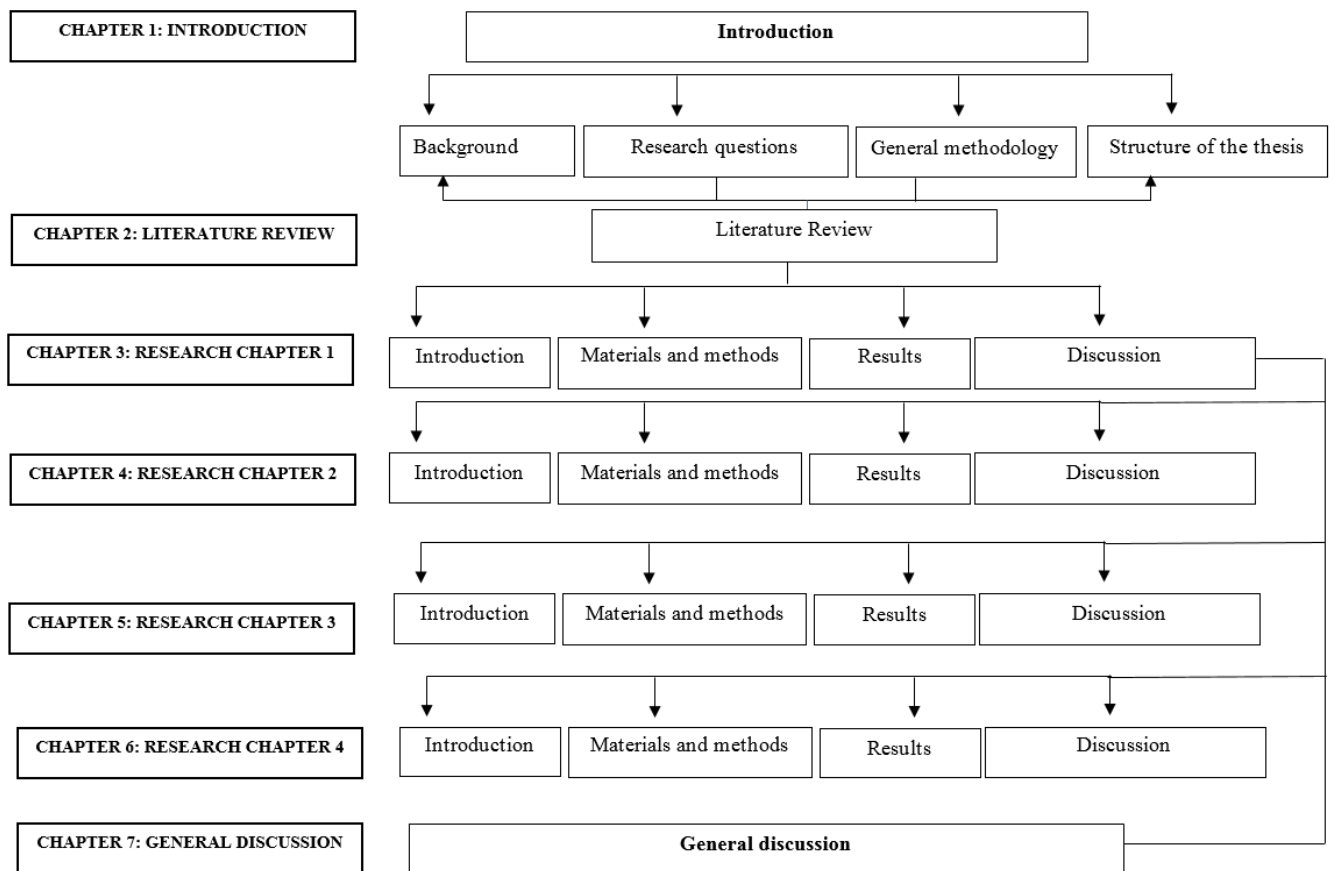 CHAPTER 1: INTRODUCTION
Introduction
Background
Research questions
General methodology
Structure of the thesis
CHAPTER 2: LITERATURE REVIEW
Literature Review
CHAPTER 3: RESEARCH CHAPTER 1
Introduction
Materials and methods
Results
Discussion
CHAPTER 4: RESEARCH CHAPTER 2
Introduction
Materials and methods
Results
Discussion
CHAPTER 5: RESEARCH CHAPTER 3
Introduction
Materials and methods
Results
Discussion
CHAPTER 6: RESEARCH CHAPTER 4
Introduction
Materials and methods
Results
Discussion
CHAPTER 7: GENERAL DISCUSSION
General discussion